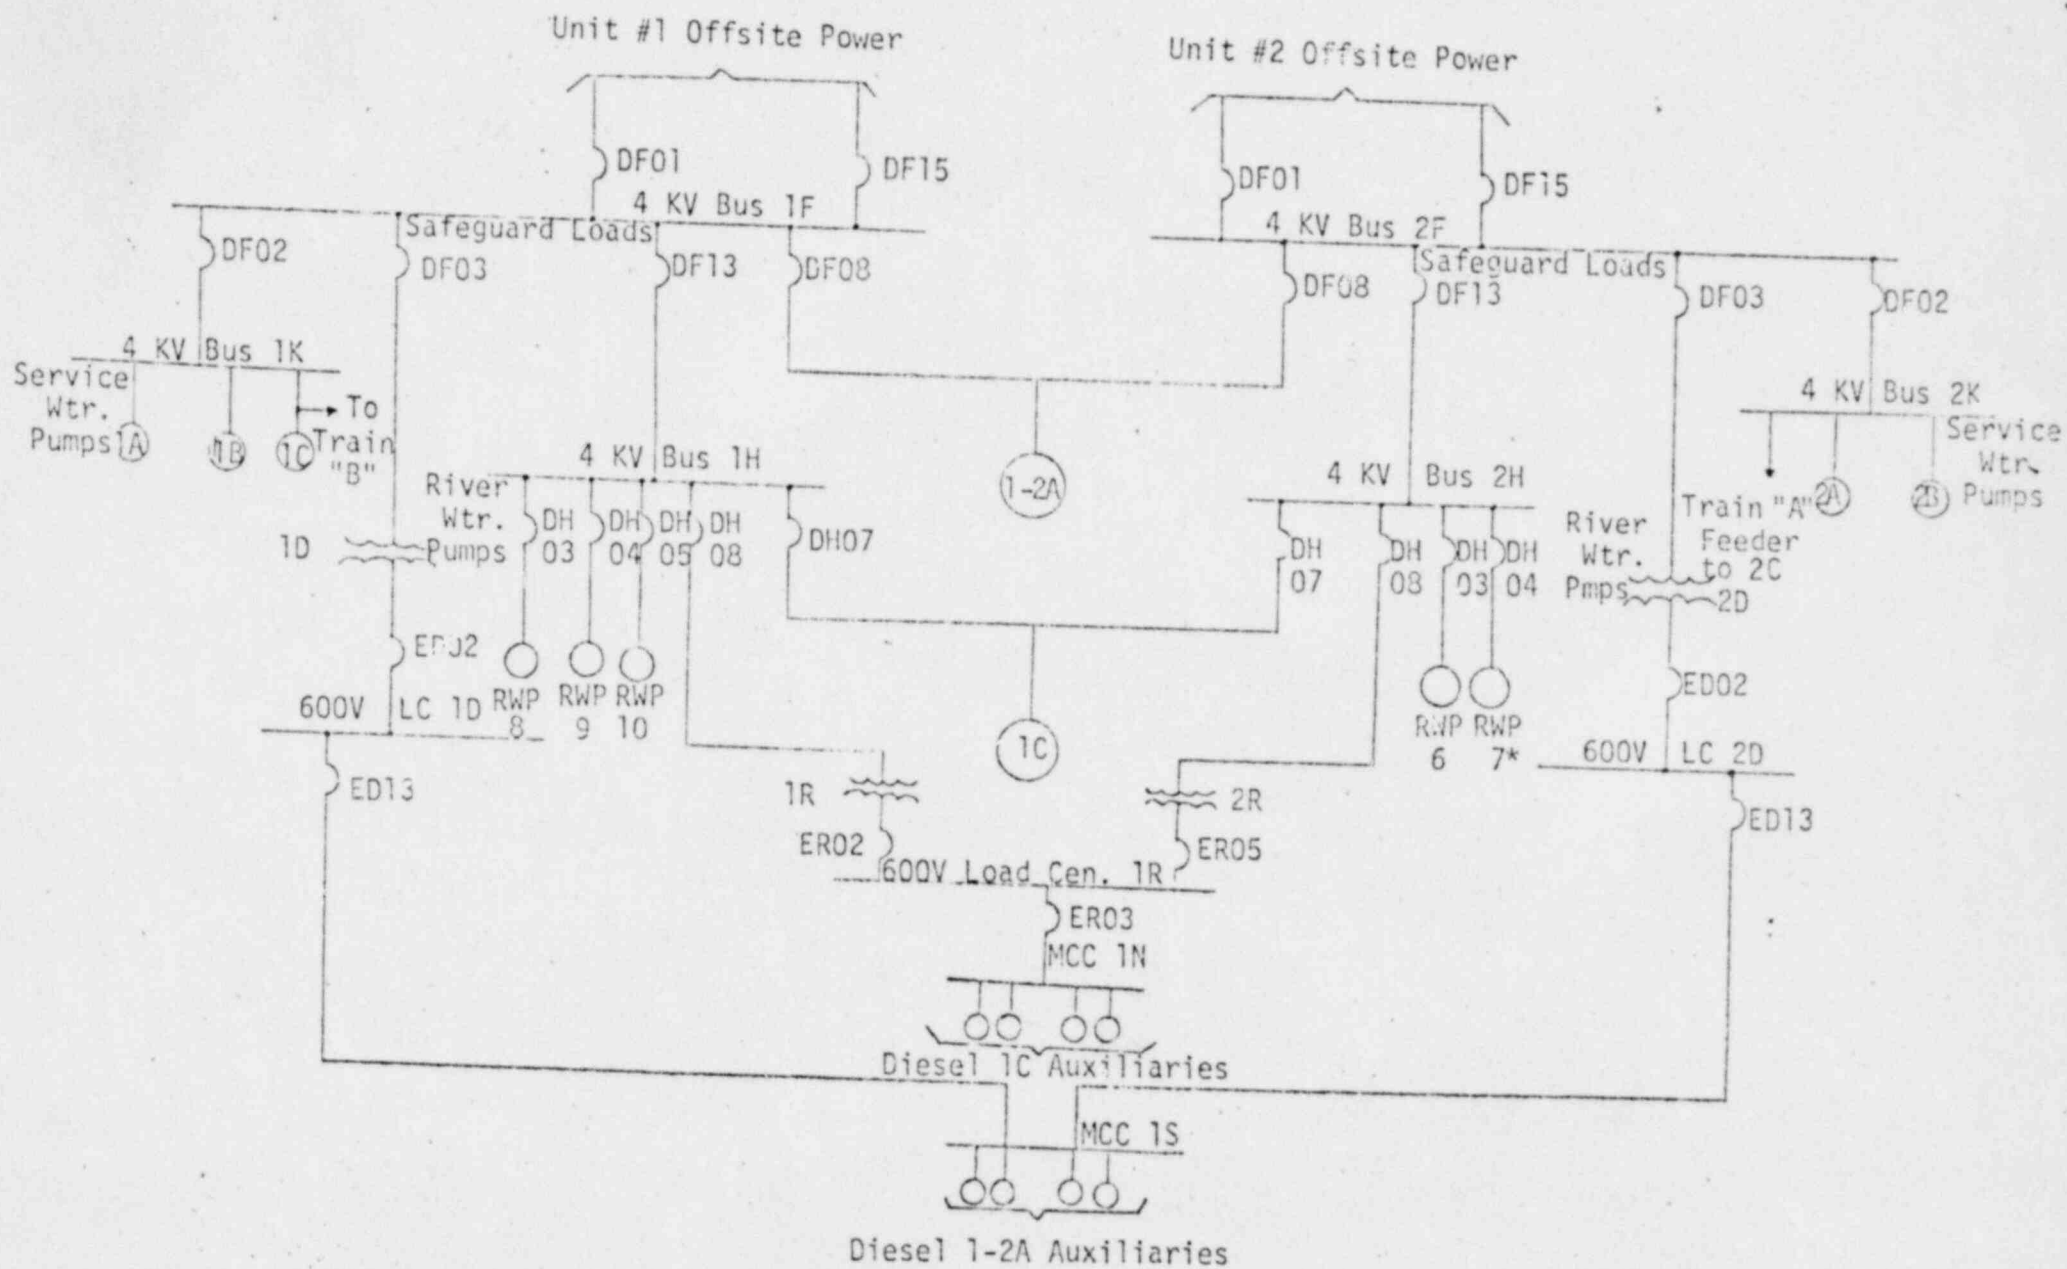 Unit #1 Offsite Power
Unit #2 Offsite Power
DF01
DF15
DF01
DF15
4 KV Bus 1F
4 KV Bus 2F
Safeguard Loads
Safeguard Loads
DF02
DF03
DF13
DF08
DF08
DF13
DF03
DF02
4 KV Bus 1K
Service
Wtr.
Pumps
1A
1B
1C
To
Train
"B"
4 KV Bus 2K
Service
Wtr.
Pumps
2A
2B
Train "A"
Feeder
to 2C
4 KV Bus 1H
River
Wtr.
Pumps
DH
03
DH
04
DH
05
DH
08
DH07
1-2A
4 KV Bus 2H
DH
07
DH
08
DH
03
DH
04
River
Wtr.
Pmps
1D
2D
ED02
RWP
8
RWP
9
RWP
10
1C
RWP
6
RWP
7*
600V LC 1D
600V LC 2D
ED13
ED13
1R
2R
ER02
ER05
600V Load Cen. 1R
ER03
MCC 1N
Diesel 1C Auxiliaries
MCC 1S
Diesel 1-2A Auxiliaries